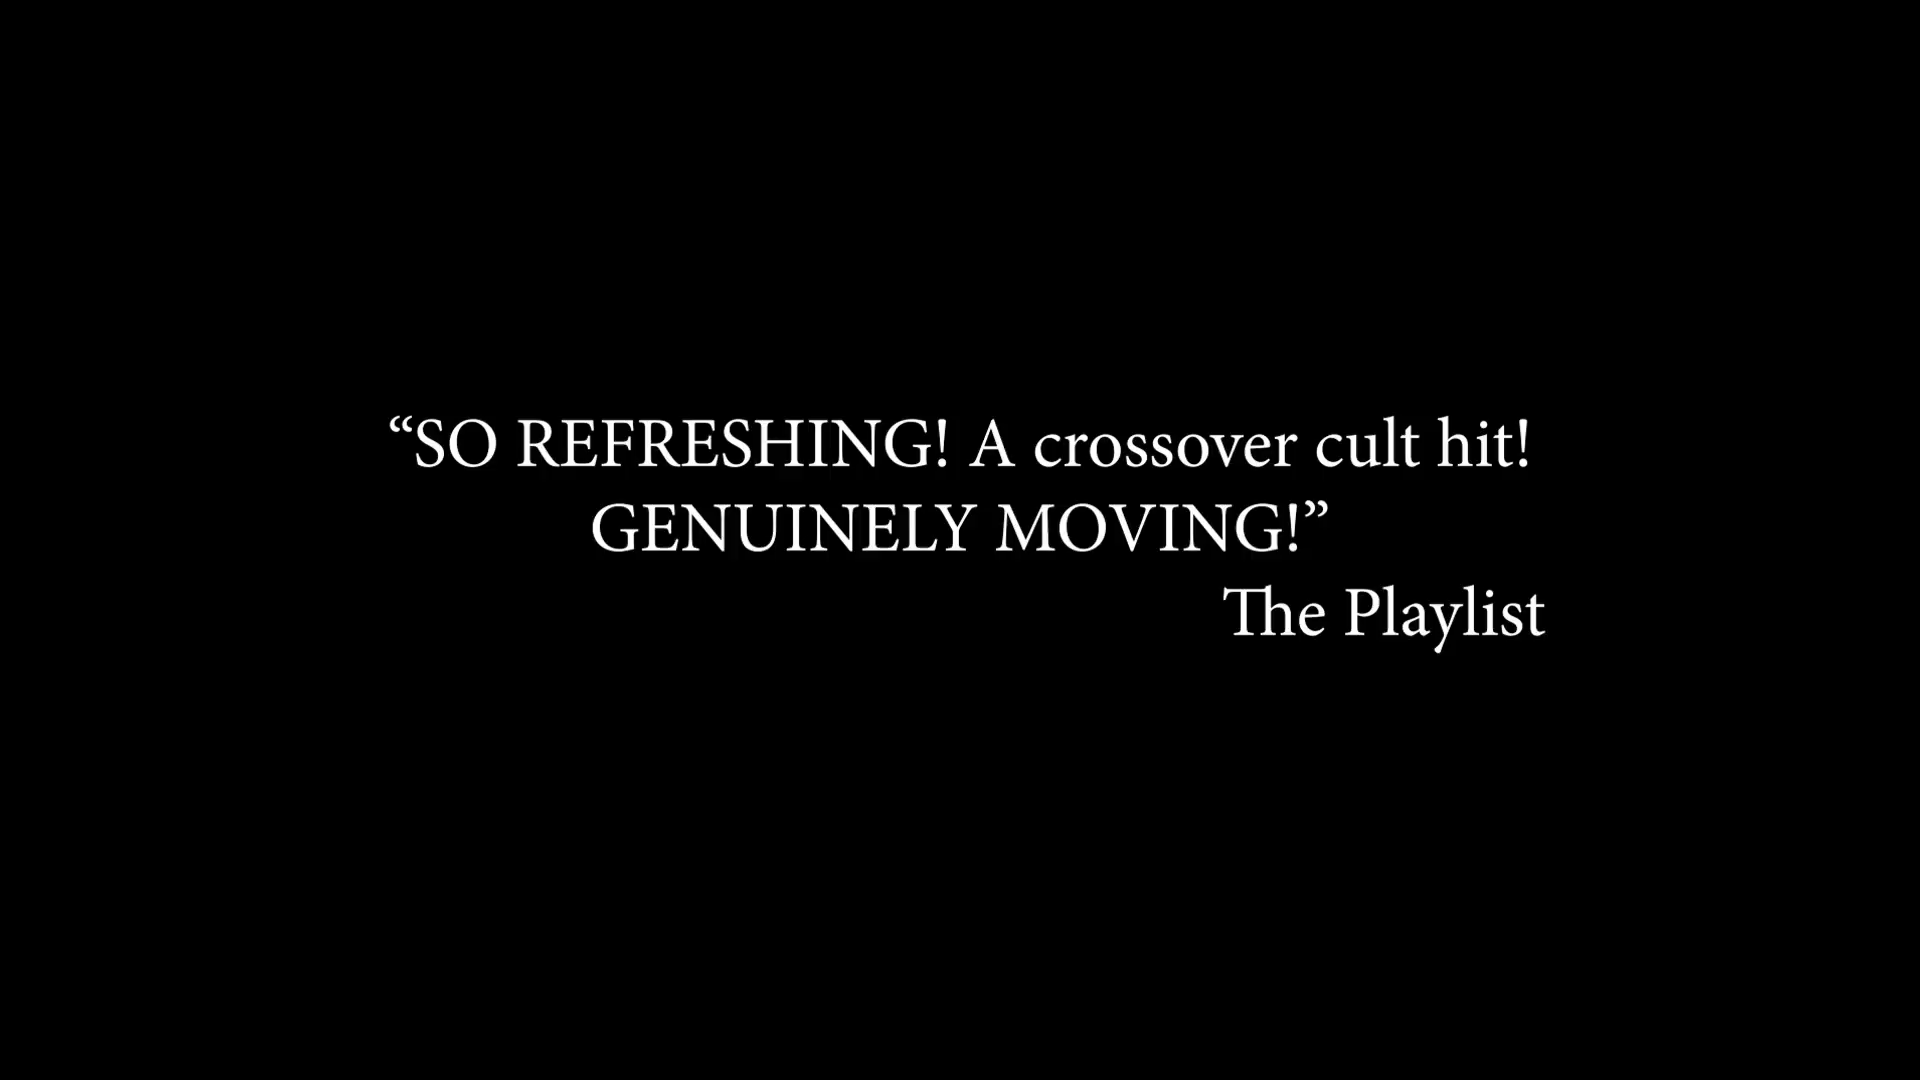 “SO REFRESHING! A crossover cult hit!
GENUINELY MOVING!”
The Playlist